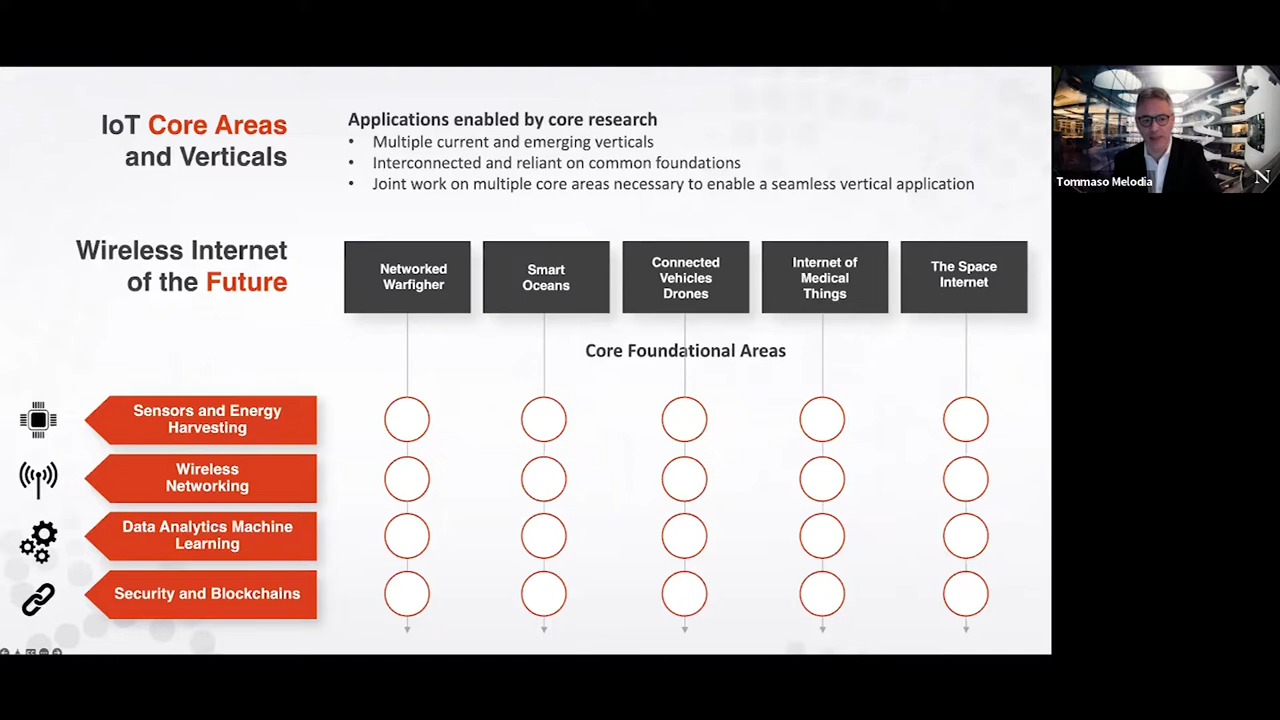 IoT Core Areas
and Verticals
Applications enabled by core research
• Multiple current and emerging verticals
• Interconnected and reliant on common foundations
• Joint work on multiple core areas necessary to enable a seamless vertical application
Tommaso Melodia
N
Wireless Internet
of the Future
Networked
Warfigher
Smart
Oceans
Connected
Vehicles
Drones
Internet of
Medical
Things
The Space
Internet
Core Foundational Areas
Sensors and Energy
Harvesting
Wireless
Networking
Data Analytics Machine
Learning
Security and Blockchains